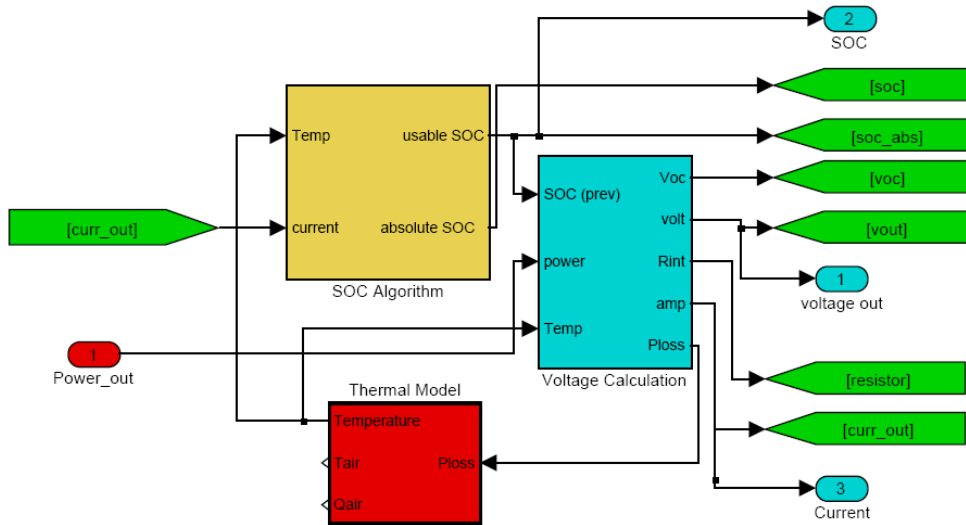 2
SOC
[soc]
Temp
usable SOC
[soc_abs]
Voc
[voc]
SOC (prev)
volt
[curr_out]
current
absolute SOC
[vout]
power
Rint
1
SOC Algorithm
amp
voltage out
Temp
Ploss
1
Power_out
Voltage Calculation
[resistor]
Thermal Model
Temperature
[curr_out]
Tair
Ploss
3
Qair
Current